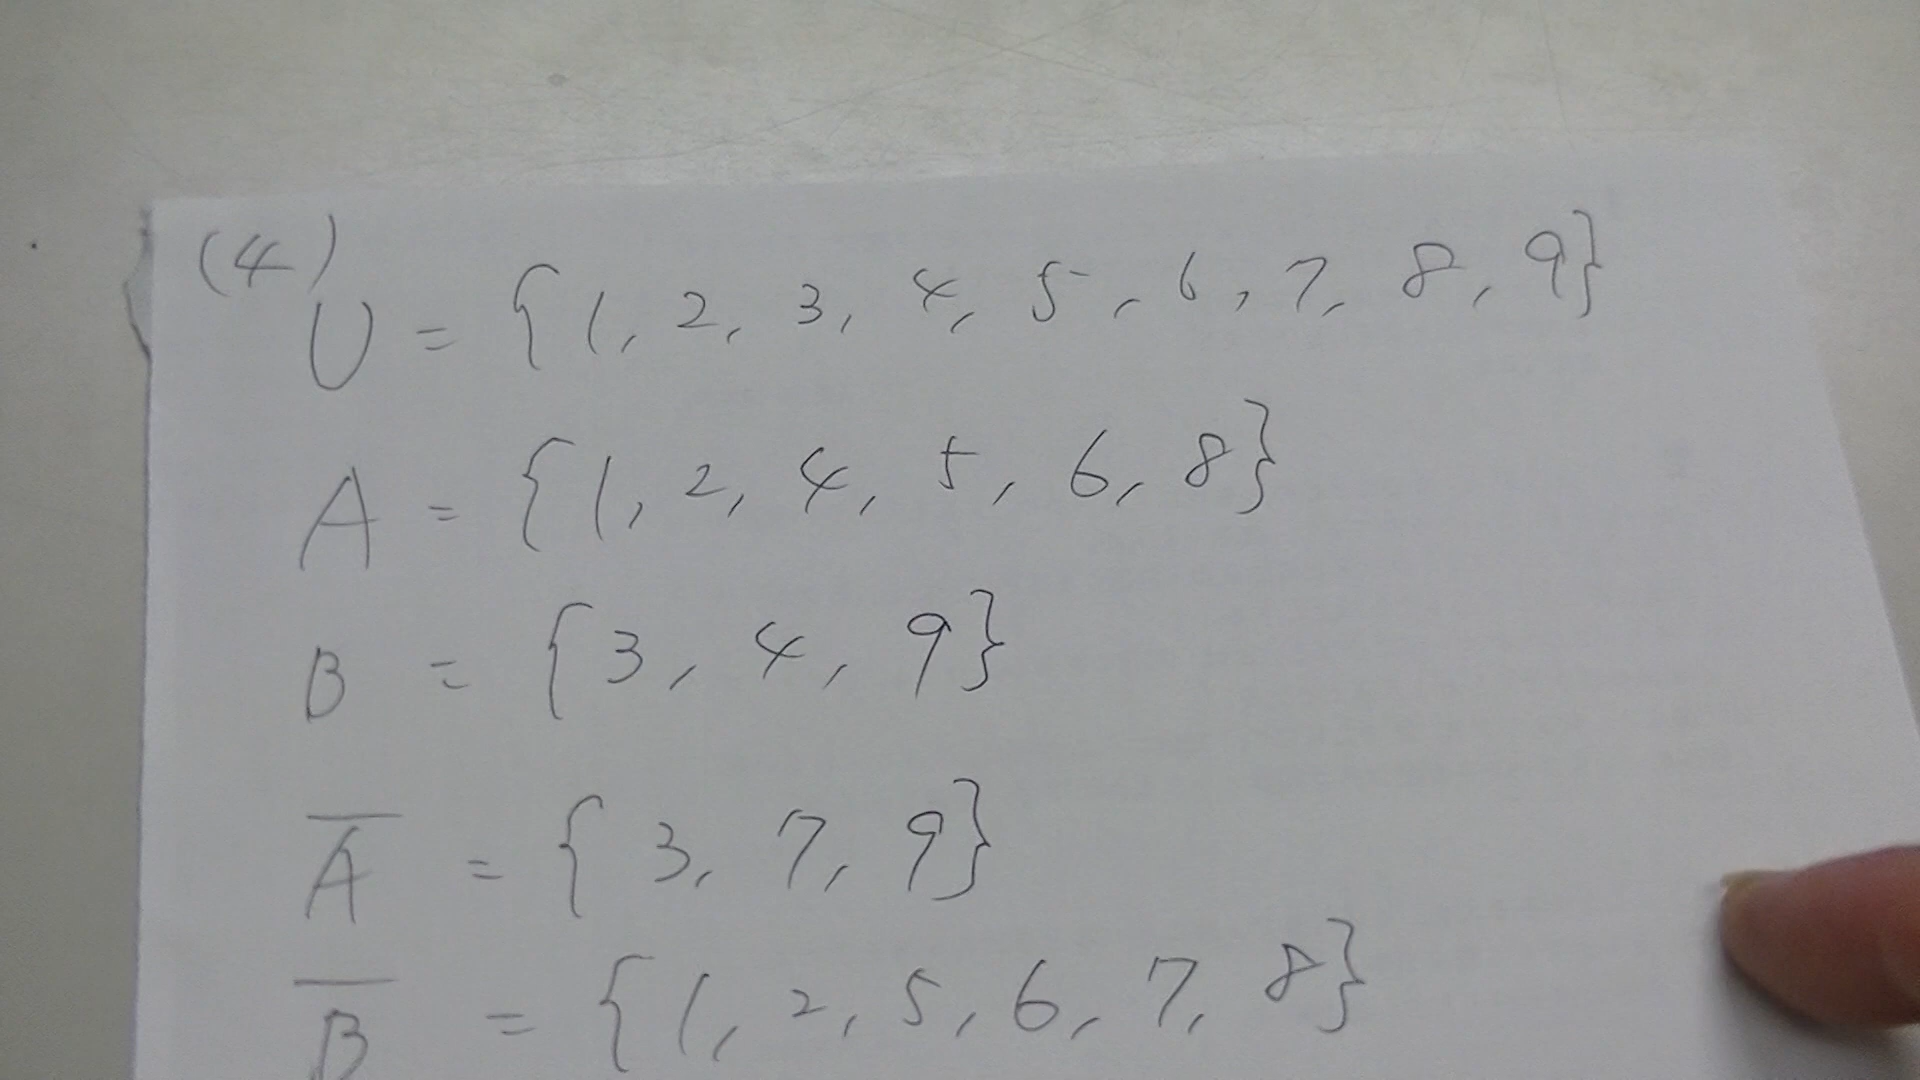 (4)
U = {1, 2, 3, 4, 5, 6, 7, 8, 9}
A = {1, 2, 4, 5, 6, 8}
B = {3, 4, 9}
A̅ = {3, 7, 9}
B̅ = {1, 2, 5, 6, 7, 8}